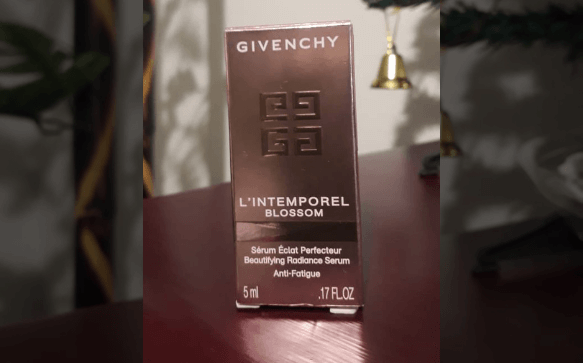 GIVENCHY
L'INTEMPOREL
BLOSSOM
Sérum Éclat Perfecteur
Beautifying Radiance Serum
Anti-Fatigue
5 ml .17 FL.OZ